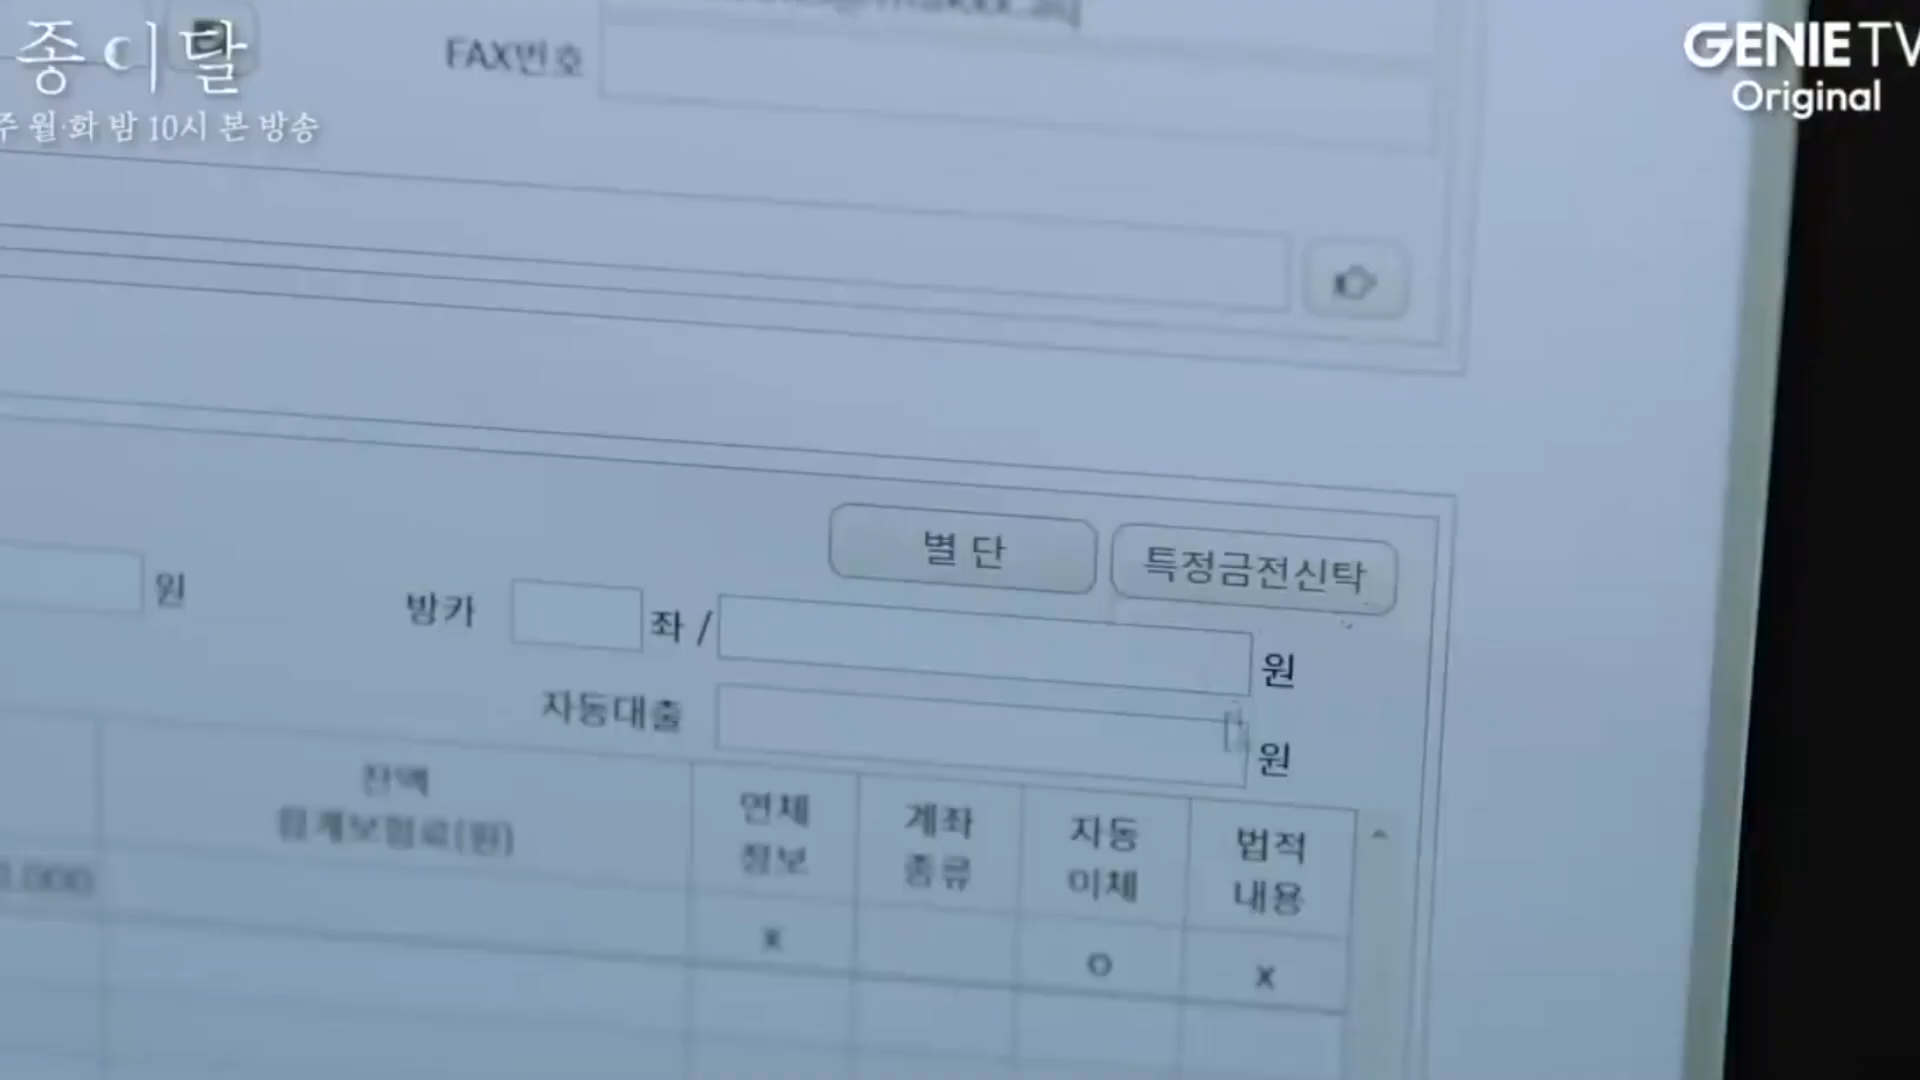 종이달
GENIE TV
Original
주 월·화 밤 10시 본 방송
FAX번호
별 단
특정금전신탁
원
방카
좌 /
원
자동대출
원
잔액
연체
정보
계좌
종류
자동
이체
법적
내용
x
o
x